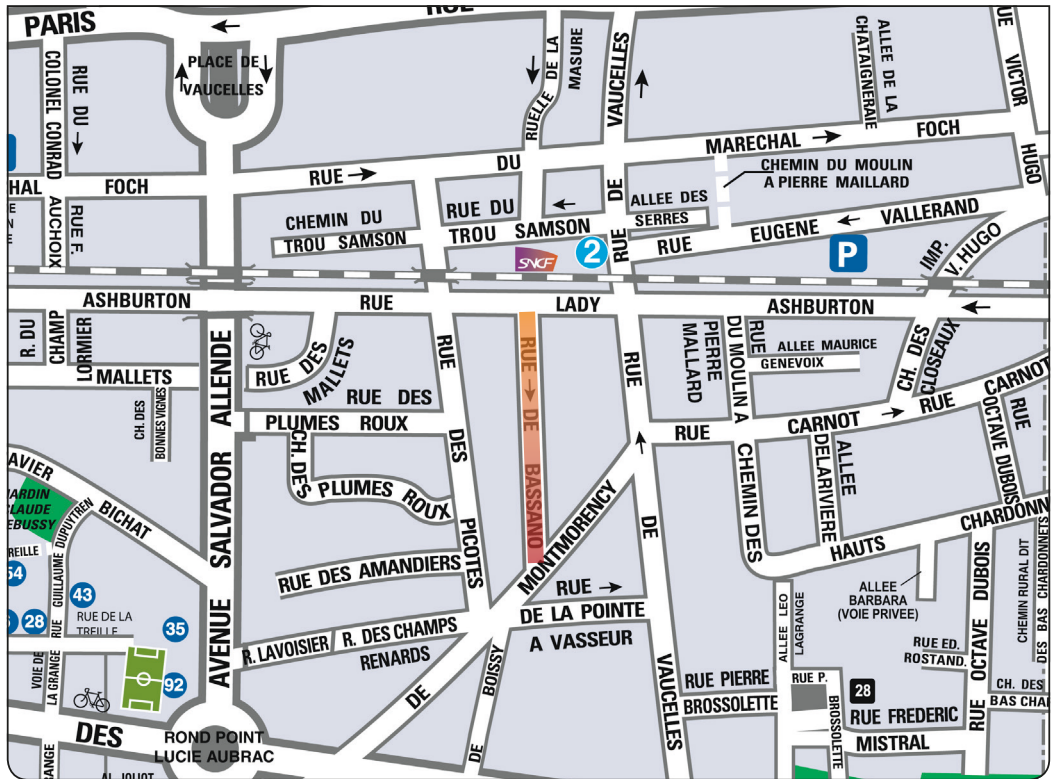 PARIS
RUE
RUE DU
COLONEL CONRAD
PLACE DE
VAUCELLES
RUELLE DE LA
MASURE
VAUCELLES
ALLEE DE LA
CHATAIGNERAIE
RUE VICTOR
HUGO
HAL FOCH
RUE DU MARECHAL FOCH
CHEMIN DU MOULIN
A PIERRE MAILLARD
AUCHOIX
RUE F.
CHEMIN DU
TROU SAMSON
RUE DU
TROU SAMSON
RUE DE
ALLEE DES
SERRES
RUE EUGENE VALLERAND
SNCF
2
P
IMP.
V. HUGO
ASHBURTON RUE LADY ASHBURTON
R. DU
CHAMP
LORMIER
MALLETS
CH. DES
BONNES VIGNES
AVENUE SALVADOR ALLENDE
RUE DES
MALLETS
RUE DES
PLUMES ROUX
CH. DES
PLUMES ROUX
RUE DES PICOTES
RUE DE BASSANO
RUE DE VAUCELLES
PIERRE
MALLARD
DU MOULIN A
RUE
ALLEE MAURICE
GENEVOIX
CH. DES
CLOSEAUX
RUE CARNOT RUE CARNOT
CHEMIN DES
ALLEE
DELARIVIERE
RUE
OCTAVE DUBOIS
HAUTS CHARDONN
AVIER
BICHAT
JARDIN
CLAUDE
DEBUSSY
DUPUYTREN
REILLE
GUILLAUME
RUE
54
28
43
RUE DE LA
TREILLE
35
92
VOIE DE
LA GRANGE
RUE DES AMANDIERS
R. LAVOISIER
R. DES CHAMPS
RENARDS
DE MONTMORENCY
RUE
DE LA POINTE
A VASSEUR
DE BOISSY
ALLEE LEO
LAGRANGE
ALLEE
BARBARA
(VOIE PRIVEE)
RUE OCTAVE DUBOIS
CHEMIN RURAL DIT
DES BAS CHARDONNETS
RUE ED.
ROSTAND.
RUE PIERRE
BROSSOLETTE
RUE P.
BROSSOLETTE
28
RUE FREDERIC
MISTRAL
CH. DES
BAS CHA
DES
ROND POINT
LUCIE AUBRAC
RANGE
AL JOLIOT